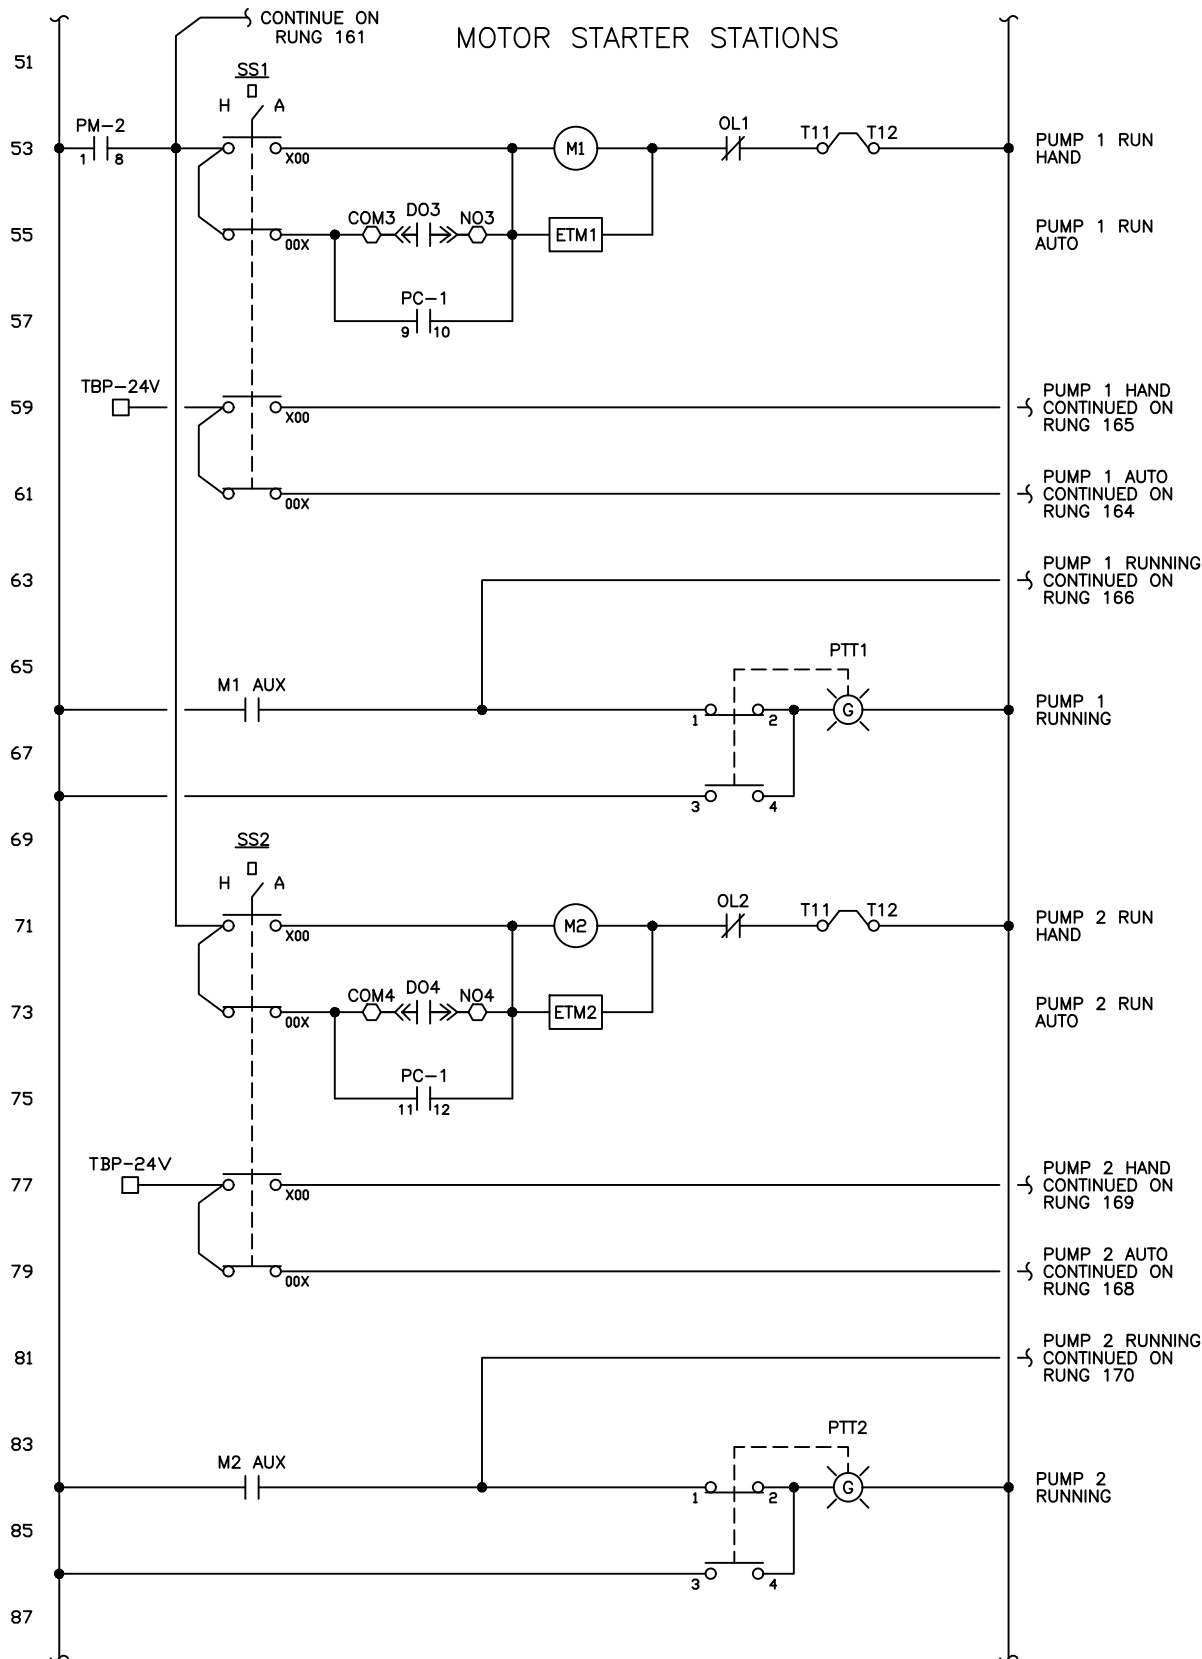 CONTINUE ON
RUNG 161
MOTOR STARTER STATIONS
51
SS1
H A
PM-2
1 8
53
X00
M1
OL1
T11 T12
PUMP 1 RUN
HAND
55
00X
COM3 DO3 NO3
ETM1
PUMP 1 RUN
AUTO
57
PC-1
9 10
TBP-24V
59
X00
PUMP 1 HAND
CONTINUED ON
RUNG 165
61
00X
PUMP 1 AUTO
CONTINUED ON
RUNG 164
63
PUMP 1 RUNNING
CONTINUED ON
RUNG 166
65
PTT1
M1 AUX
1 2
G
PUMP 1
RUNNING
67
3 4
69
SS2
H A
71
X00
M2
OL2
T11 T12
PUMP 2 RUN
HAND
73
00X
COM4 DO4 NO4
ETM2
PUMP 2 RUN
AUTO
75
PC-1
11 12
TBP-24V
77
X00
PUMP 2 HAND
CONTINUED ON
RUNG 169
79
00X
PUMP 2 AUTO
CONTINUED ON
RUNG 168
81
PUMP 2 RUNNING
CONTINUED ON
RUNG 170
83
PTT2
M2 AUX
1 2
G
PUMP 2
RUNNING
85
3 4
87